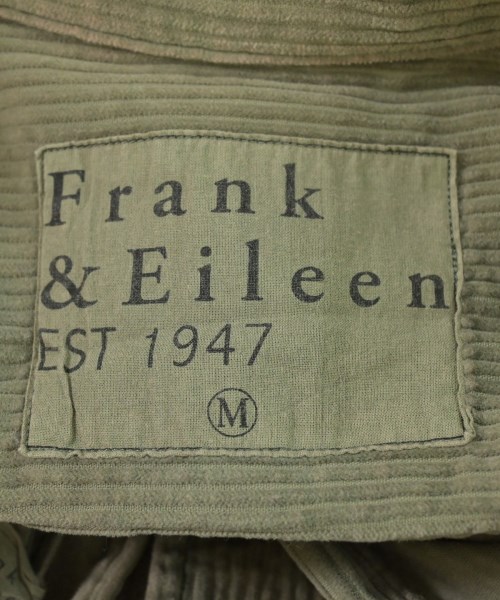 Frank
& Eileen
EST 1947
M